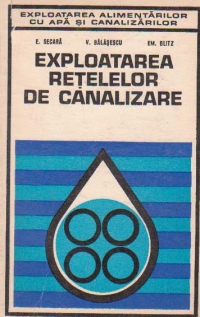 EXPLOATAREA ALIMENTĂRILOR
CU APĂ ȘI CANALIZĂRILOR
E. SECARĂ V. BĂLĂȘESCU EM. BLITZ
EXPLOATAREA
REȚELELOR
DE CANALIZARE